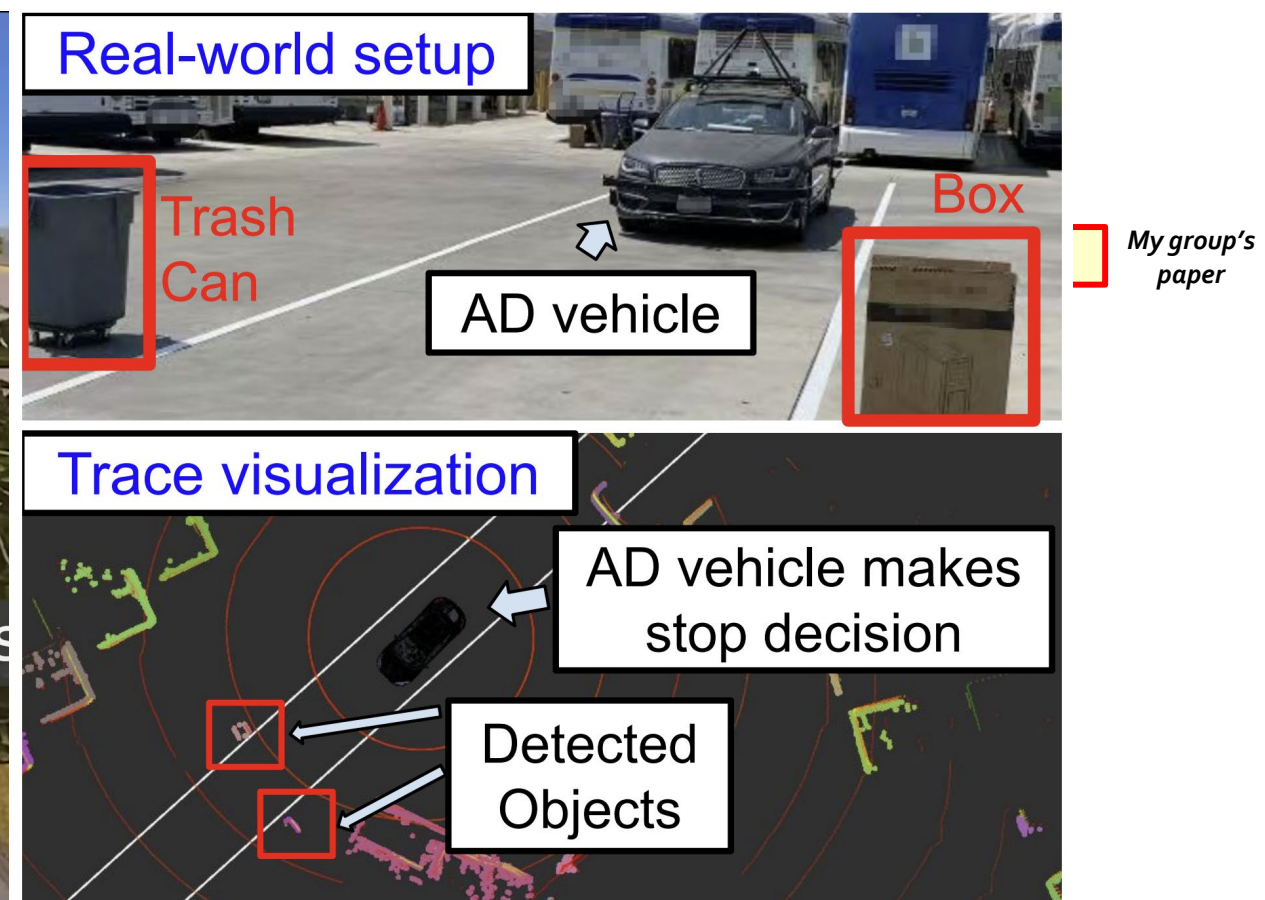 Real-world setup
Trash
Can
Box
AD vehicle
My group's
paper
Trace visualization
AD vehicle makes
stop decision
Detected
Objects